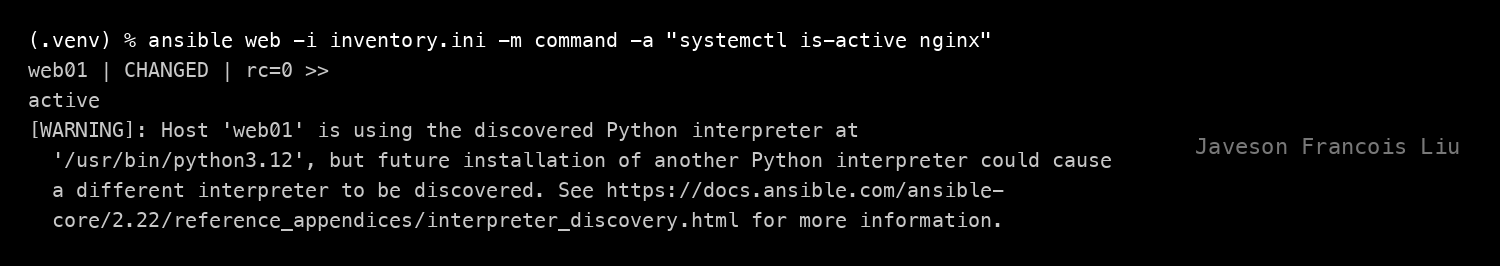 (.venv) % ansible web -i inventory.ini -m command -a "systemctl is-active nginx"
web01 | CHANGED | rc=0 >>
active
[WARNING]: Host 'web01' is using the discovered Python interpreter at
'/usr/bin/python3.12', but future installation of another Python interpreter could cause
a different interpreter to be discovered. See https://docs.ansible.com/ansible-
core/2.22/reference_appendices/interpreter_discovery.html for more information.
Javeson Francois Liu